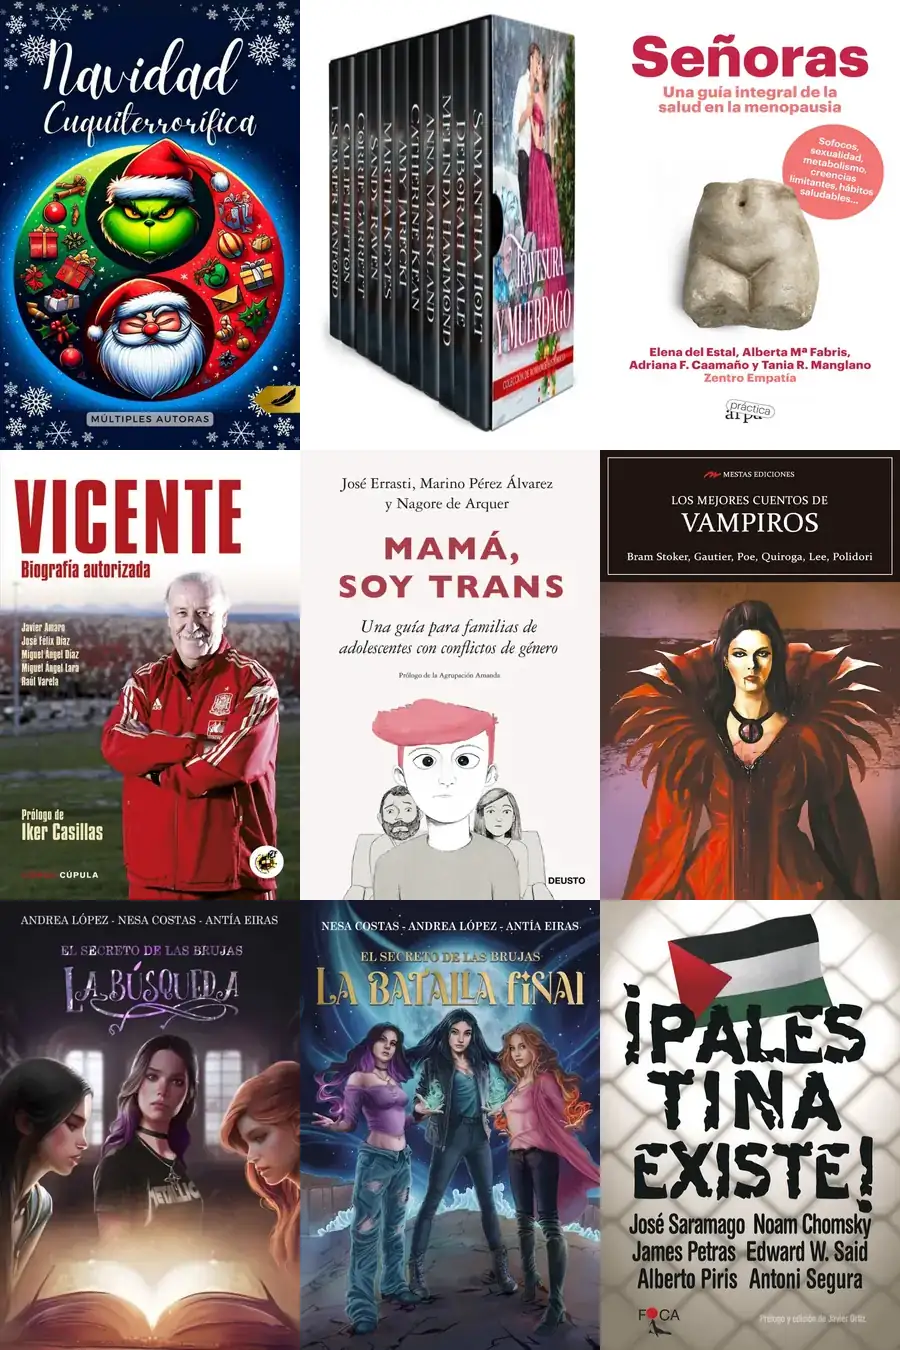 Navidad
Cuquiterrorífica
MÚLTIPLES AUTORAS
SAMANTHA HOLT
DEBORAH HALE
MELINDA HAMMOND
ANNA MARKLAND
CATHERINE KEAN
AMY JARECKI
MARTHA KEYES
SANDY RAVEN
CORRIE GARRETT
TRAVESURA
Y MUERDAGO
Señoras
Una guía integral de la
salud en la menopausia
Sofocos,
sexualidad,
metabolismo,
creencias
limitantes, hábitos
saludables...
Elena del Estal, Alberta Mª Fabris,
Adriana F. Caamaño y Tania R. Manglano
Zentro Empatía
práctica
arpa
VICENTE
Biografía autorizada
Javier Amaro
José Félix Díaz
Miguel Ángel Díaz
Miguel Ángel Lara
Raúl Varela
Prólogo de
Iker Casillas
CÚPULA
José Errasti, Marino Pérez Álvarez
y Nagore de Arquer
MAMÁ,
SOY TRANS
Una guía para familias de
adolescentes con conflictos de género
Prólogo de la Agrupación Amanda
DEUSTO
MESTAS EDICIONES
LOS MEJORES CUENTOS DE
VAMPIROS
Bram Stoker, Gautier, Poe, Quiroga, Lee, Polidori
ANDREA LÓPEZ - NESA COSTAS - ANTÍA EIRAS
EL SECRETO DE LAS BRUJAS
LA BÚSQUEDA
NESA COSTAS - ANDREA LÓPEZ - ANTÍA EIRAS
EL SECRETO DE LAS BRUJAS
LA BATALLA FINAL
¡PALES
TINA
EXISTE!
José Saramago Noam Chomsky
James Petras Edward W. Said
Alberto Piris Antoni Segura
FOCA
Prólogo y edición de Javier Ortiz